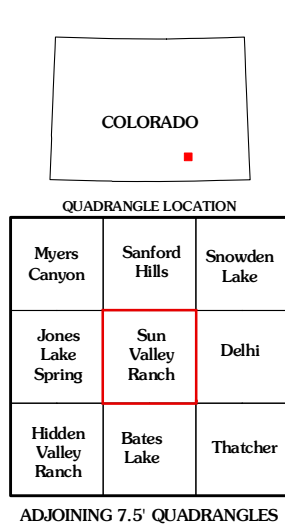 COLORADO
QUADRANGLE LOCATION
Myers
Canyon
Sanford
Hills
Snowden
Lake
Jones
Lake
Spring
Sun
Valley
Ranch
Delhi
Hidden
Valley
Ranch
Bates
Lake
Thatcher
ADJOINING 7.5' QUADRANGLES